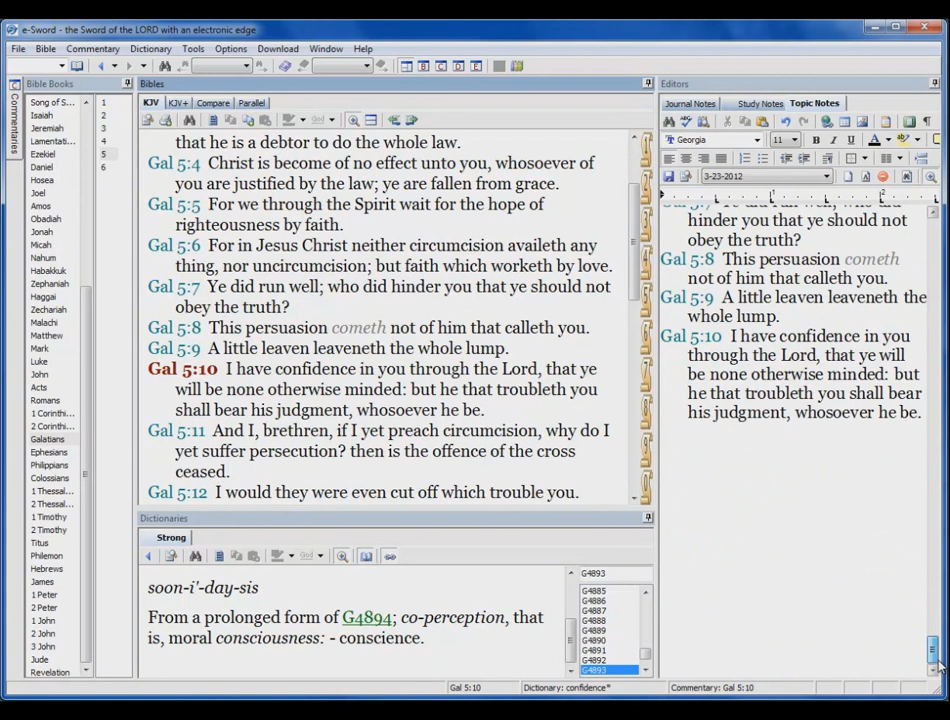 e-Sword - the Sword of the LORD with an electronic edge
File Bible Commentary Dictionary Tools Options Download Window Help
B C D E
Commentaries
Bible Books
Song of S...
Isaiah
Jeremiah
Lamentati...
Ezekiel
Daniel
Hosea
Joel
Amos
Obadiah
Jonah
Micah
Nahum
Habakkuk
Zephaniah
Haggai
Zechariah
Malachi
Matthew
Mark
Luke
John
Acts
Romans
1 Corinthi...
2 Corinthi...
Galatians
Ephesians
Philippians
Colossians
1 Thessal...
2 Thessal...
1 Timothy
2 Timothy
Titus
Philemon
Hebrews
James
1 Peter
2 Peter
1 John
2 John
3 John
Jude
Revelation
1
2
3
4
5
6
Bibles
KJV KJV+ Compare Parallel
that he is a debtor to do the whole law.
Gal 5:4 Christ is become of no effect unto you, whosoever of
you are justified by the law; ye are fallen from grace.
Gal 5:5 For we through the Spirit wait for the hope of
righteousness by faith.
Gal 5:6 For in Jesus Christ neither circumcision availeth any
thing, nor uncircumcision; but faith which worketh by love.
Gal 5:7 Ye did run well; who did hinder you that ye should not
obey the truth?
Gal 5:8 This persuasion cometh not of him that calleth you.
Gal 5:9 A little leaven leaveneth the whole lump.
Gal 5:10 I have confidence in you through the Lord, that ye
will be none otherwise minded: but he that troubleth you
shall bear his judgment, whosoever he be.
Gal 5:11 And I, brethren, if I yet preach circumcision, why do I
yet suffer persecution? then is the offence of the cross
ceased.
Gal 5:12 I would they were even cut off which trouble you.
Dictionaries
Strong
soon-i'-day-sis
From a prolonged form of G4894; co-perception, that
is, moral consciousness: - conscience.
G4893
G4885
G4886
G4887
G4888
G4889
G4890
G4891
G4892
G4893
Editors
Journal Notes Study Notes Topic Notes
Georgia 11 B I U A ab
3-23-2012
1 2
hinder you that ye should not
obey the truth?
Gal 5:8 This persuasion cometh
not of him that calleth you.
Gal 5:9 A little leaven leaveneth the
whole lump.
Gal 5:10 I have confidence in you
through the Lord, that ye will
be none otherwise minded: but
he that troubleth you shall bear
his judgment, whosoever he be.
Gal 5:10 Dictionary: confidence* Commentary: Gal 5:10